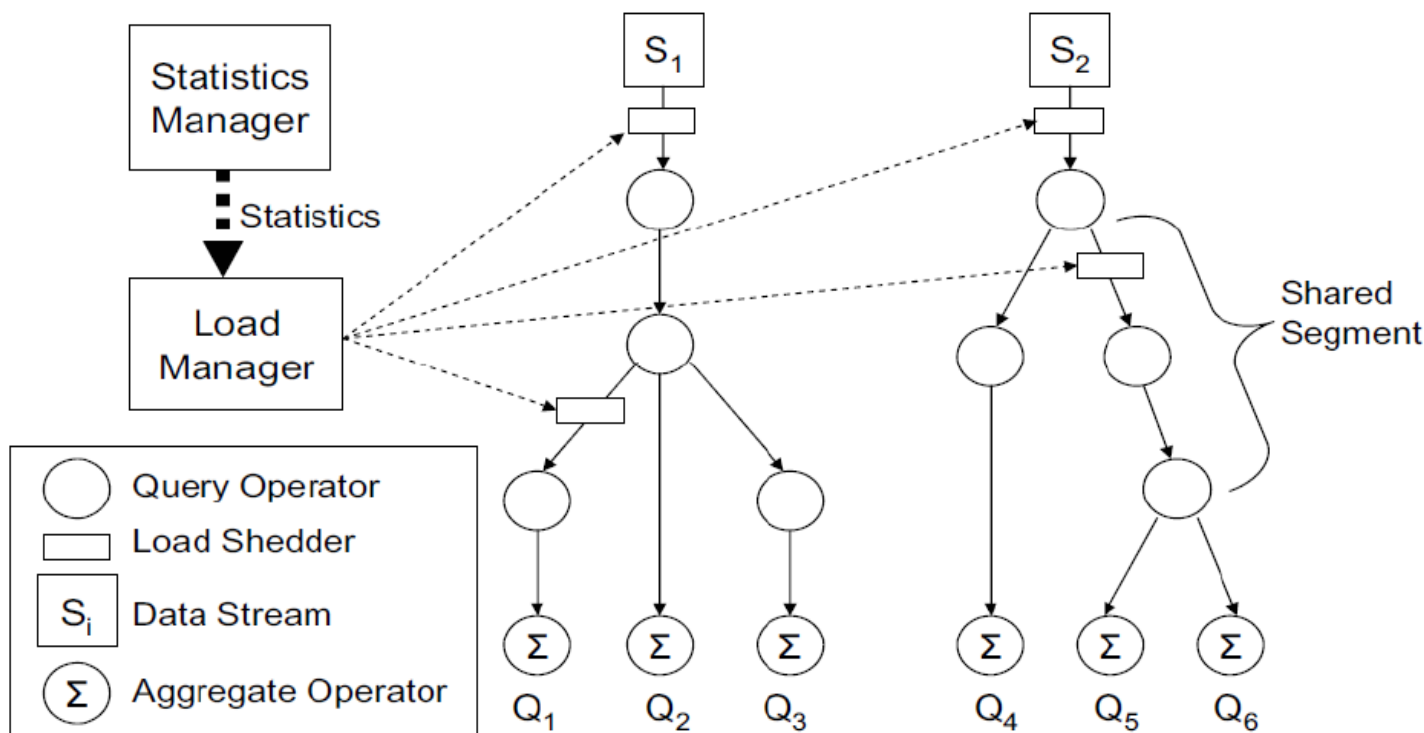 Statistics
Manager
Statistics
Load
Manager
S1
S2
Shared
Segment
Query Operator
Load Shedder
Si
Data Stream
Σ
Aggregate Operator
Σ
Σ
Σ
Σ
Σ
Σ
Q1
Q2
Q3
Q4
Q5
Q6